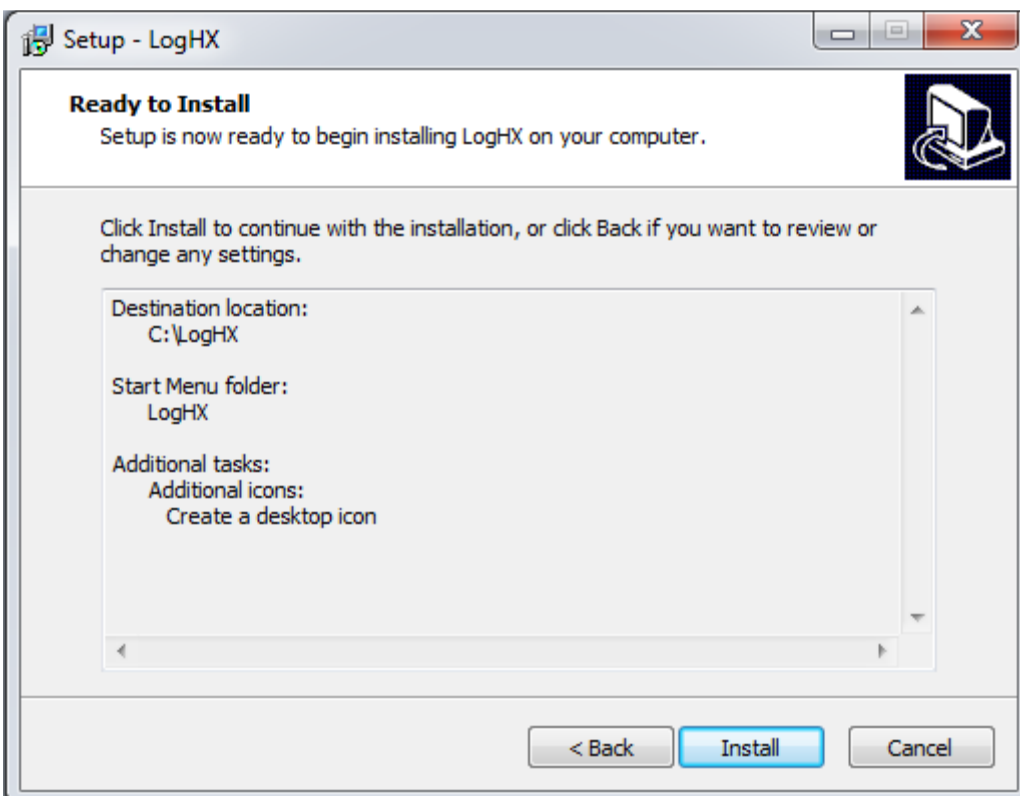 Setup - LogHX
Ready to Install
Setup is now ready to begin installing LogHX on your computer.
Click Install to continue with the installation, or click Back if you want to review or
change any settings.
Destination location:
C:\LogHX
Start Menu folder:
LogHX
Additional tasks:
Additional icons:
Create a desktop icon
< Back
Install
Cancel